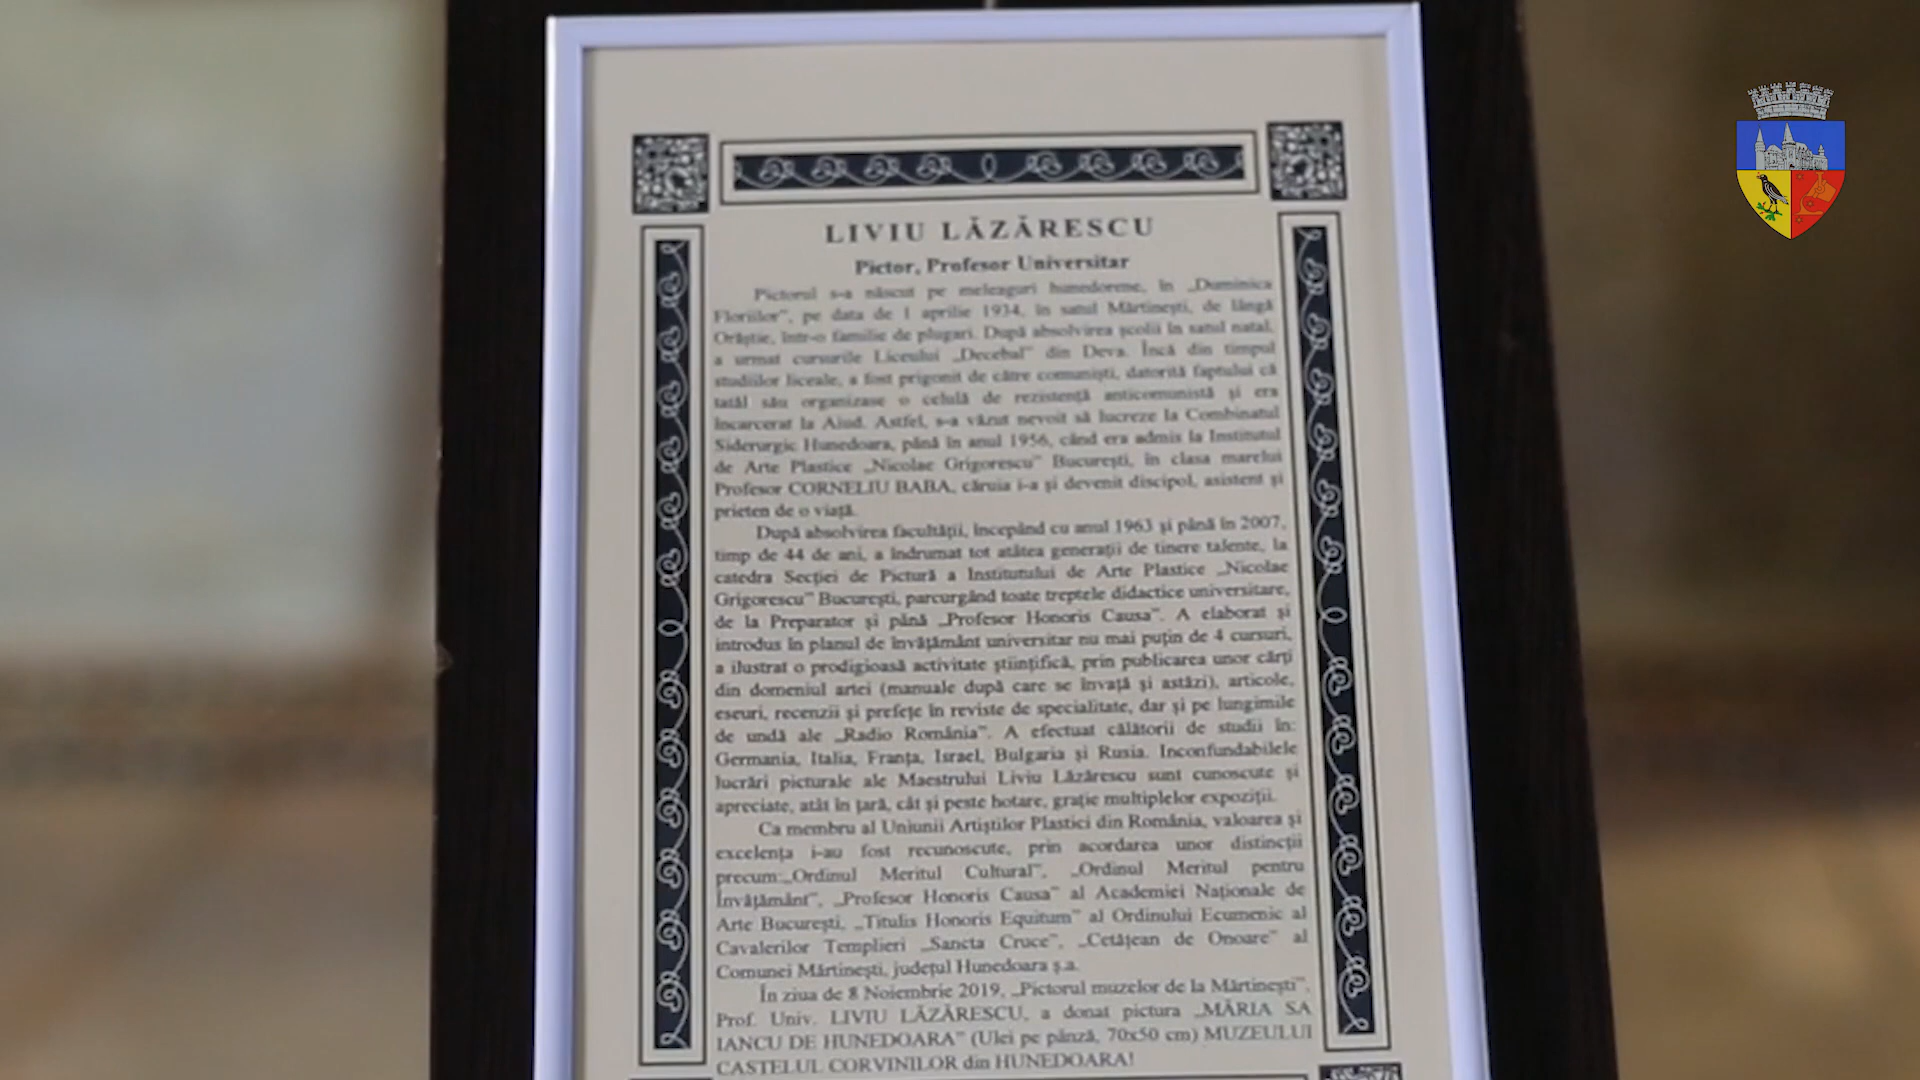 LIVIU LĂZĂRESCU
Pictor, Profesor Universitar
Pictorul s-a născut pe meleaguri hunedorene, în „Duminica
Floriilor”, pe data de 1 aprilie 1934, în satul Mărtinești, de lângă
Orăștie, într-o familie de plugari. După absolvirea școlii în satul natal,
a urmat cursurile Liceului „Decebal” din Deva. Încă din timpul
studiilor liceale, a fost prigonit de către comuniști, datorită faptului că
tatăl său organizase o celulă de rezistență anticomunistă și era
încarcerat la Aiud. Astfel, s-a văzut nevoit să lucreze la Combinatul
Siderurgic Hunedoara, până în anul 1956, când era admis la Institutul
de Arte Plastice „Nicolae Grigorescu” București, în clasa marelui
Profesor CORNELIU BABA, căruia i-a și devenit discipol, asistent și
prieten de o viață.
După absolvirea facultății, începând cu anul 1963 și până în 2007,
timp de 44 de ani, a îndrumat tot atâtea generații de tinere talente, la
catedra Secției de Pictură a Institutului de Arte Plastice „Nicolae
Grigorescu” București, parcurgând toate treptele didactice universitare,
de la Preparator și până „Profesor Honoris Causa”. A elaborat și
introdus în planul de învățământ universitar nu mai puțin de 4 cursuri,
a ilustrat o prodigioasă activitate științifică, prin publicarea unor cărți
din domeniul artei (manuale după care se învață și astăzi), articole,
eseuri, recenzii și prefețe în reviste de specialitate, dar și pe lungimile
de undă ale „Radio România”. A efectuat călătorii de studii în:
Germania, Italia, Franța, Israel, Bulgaria și Rusia. Inconfundabilele
lucrări picturale ale Maestrului Liviu Lăzărescu sunt cunoscute și
apreciate, atât în țară, cât și peste hotare, grație multiplelor expoziții.
Ca membru al Uniunii Artiștilor Plastici din România, valoarea și
excelența i-au fost recunoscute, prin acordarea unor distincții
precum:„Ordinul Meritul Cultural”, „Ordinul Meritul pentru
Învățământ”, „Profesor Honoris Causa” al Academiei Naționale de
Arte București, „Titulis Honoris Equitum” al Ordinului Ecumenic al
Cavalerilor Templieri „Sancta Cruce”, „Cetățean de Onoare” al
Comunei Mărtinești, județul Hunedoara ș.a.
În ziua de 8 Noiembrie 2019, „Pictorul muzelor de la Mărtinești”,
Prof. Univ. LIVIU LĂZĂRESCU, a donat pictura „MĂRIA SA
IANCU DE HUNEDOARA” (Ulei pe pânză, 70x50 cm) MUZEULUI
CASTELUL CORVINILOR din HUNEDOARA!